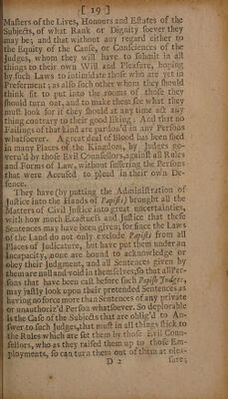 [ 19 ]
Masters of the Lives, Honours and Estates of the
Subjects, of what Rank or Dignity soever they
may be; and that without any regard either to
the Equity of the Cause, or Consciences of the
Judges, whom they will have to submit in all
things to their own Will and Pleasure, hoping
by such Laws to intimidate those who are yet in
Preferment; as also such others whom they should
think fit to put into the rooms of those they
should turn out, and to make them see what they
must look for if they should at any time act any
thing contrary to their good liking: And that no
Failings of that kind are pardon'd in any Persons
whatsoever. A great deal of Blood has been shed
in many Places of the Kingdom, by Judges go-
vern'd by those Evil Counsellors, against all Rules
and Forms of Law, without suffering the Persons
that were Accused to plead in their own De-
fence.
They have (by putting the Administration of
Justice into the Hands of Papists) brought all the
Matters of Civil Justice into great uncertainties,
with how much Exactness and Justice that these
Sentences may have been given; for since the Laws
of the Land do not only exclude Papists from all
Places of Judicature, but have put them under an
Incapacity, none are bound to acknowledge or
obey their Judgment, and all Sentences given by
them are null and void in themselves; so that all Per-
sons that have been cast before such Popish Judges,
may justly look upon their pretended Sentences as
having no force more than Sentences of any private
or unauthoriz'd Person whatsoever. So deplorable
is the Case of the Subjects that are oblig'd to An-
swer to such Judges, that must in all things stick to
the Rules which are set them by those Evil Coun-
sellors, who as they raised them up to those Em-
ployments, so can turn them out of them at plea-
D 2 sure;